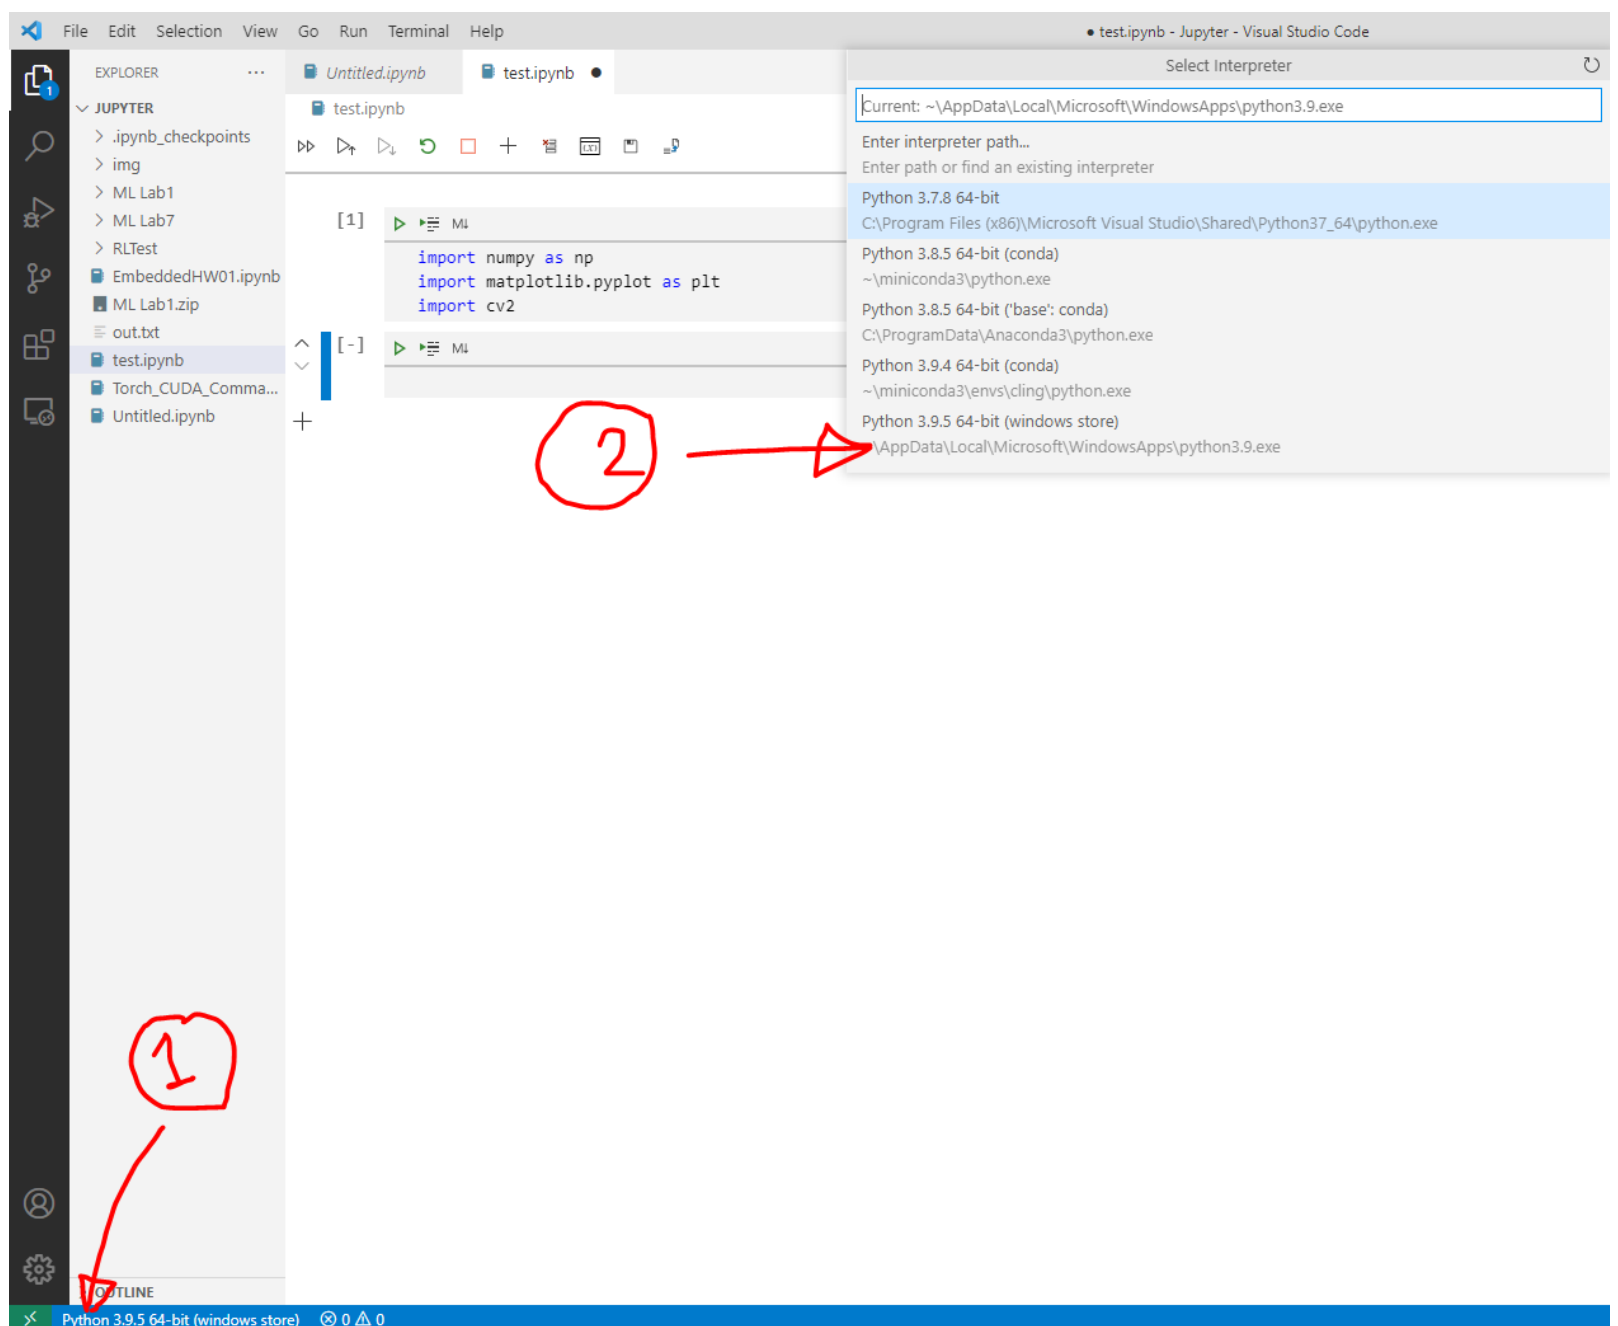 File Edit Selection View Go Run Terminal Help
● test.ipynb - Jupyter - Visual Studio Code
EXPLORER ···
1
JUPYTER
.ipynb_checkpoints
img
ML Lab1
ML Lab7
RLTest
EmbeddedHW01.ipynb
ML Lab1.zip
out.txt
test.ipynb
Torch_CUDA_Comma...
Untitled.ipynb
Untitled.ipynb test.ipynb ●
test.ipynb
[1] M↓
import numpy as np
import matplotlib.pyplot as plt
import cv2
[-] M↓
Select Interpreter
Current: ~\AppData\Local\Microsoft\WindowsApps\python3.9.exe
Enter interpreter path...
Enter path or find an existing interpreter
Python 3.7.8 64-bit
C:\Program Files (x86)\Microsoft Visual Studio\Shared\Python37_64\python.exe
Python 3.8.5 64-bit (conda)
~\miniconda3\python.exe
Python 3.8.5 64-bit ('base': conda)
C:\ProgramData\Anaconda3\python.exe
Python 3.9.4 64-bit (conda)
~\miniconda3\envs\cling\python.exe
Python 3.9.5 64-bit (windows store)
\AppData\Local\Microsoft\WindowsApps\python3.9.exe
2
1
OUTLINE
Python 3.9.5 64-bit (windows store) 0 0